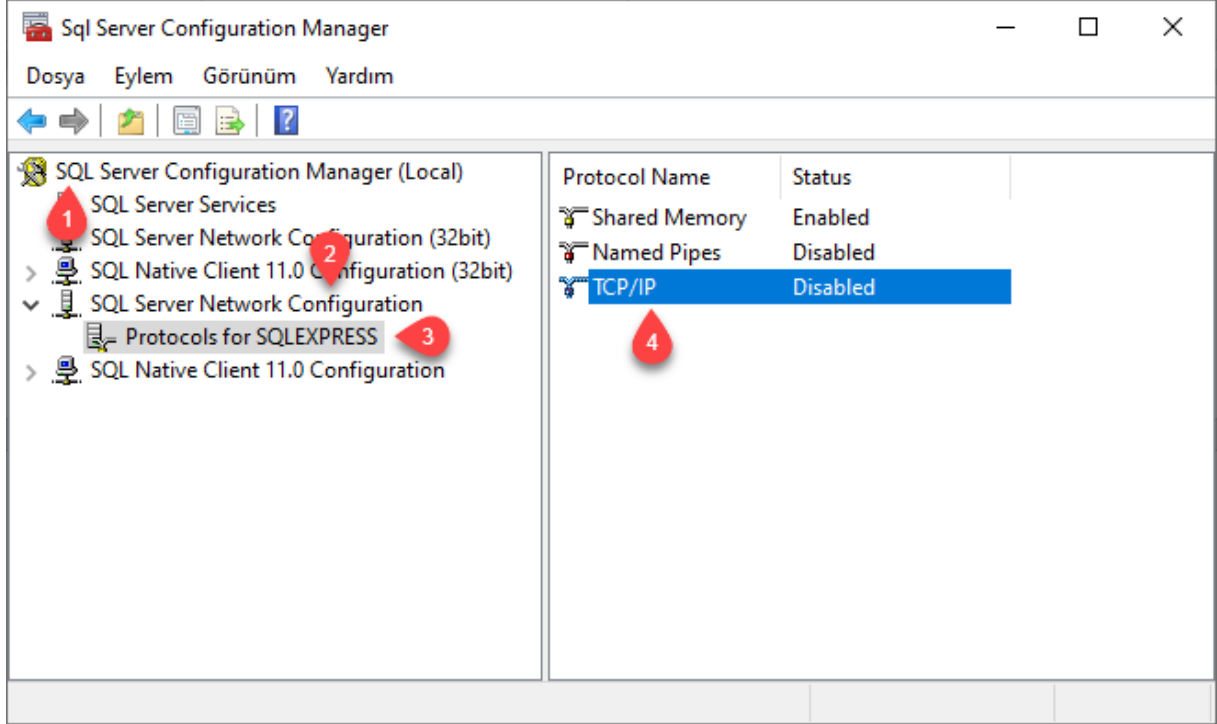 Sql Server Configuration Manager
Dosya Eylem Görünüm Yardım
SQL Server Configuration Manager (Local)
1
SQL Server Services
SQL Server Network Configuration (32bit)
2
SQL Native Client 11.0 Configuration (32bit)
SQL Server Network Configuration
Protocols for SQLEXPRESS 3
SQL Native Client 11.0 Configuration
Protocol Name Status
Shared Memory Enabled
Named Pipes Disabled
TCP/IP Disabled
4